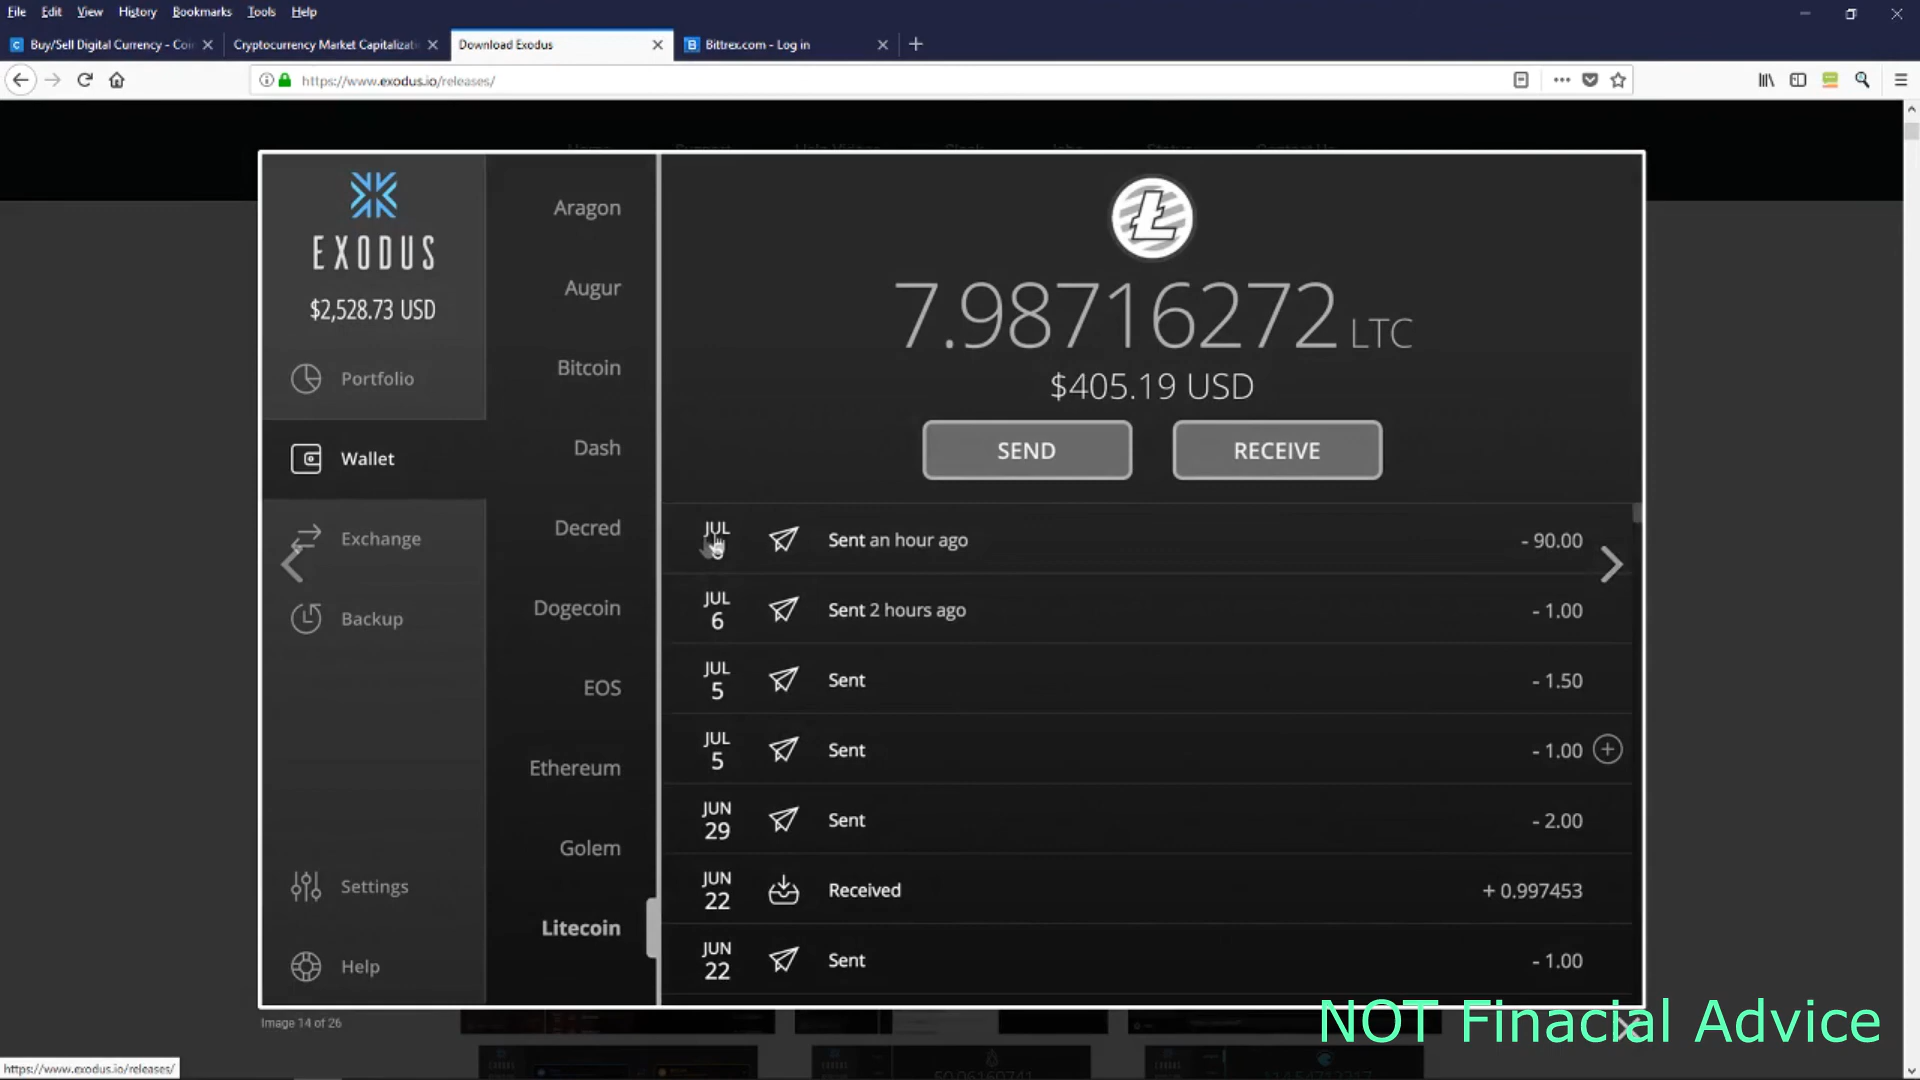 File Edit View History Bookmarks Tools Help
Buy/Sell Digital Currency - Coi
Cryptocurrency Market Capitalizati
Download Exodus
Bittrex.com - Log in
https://www.exodus.io/releases/
EXODUS
$2,528.73 USD
Portfolio
Wallet
Exchange
Backup
Settings
Help
Aragon
Augur
Bitcoin
Dash
Decred
Dogecoin
EOS
Ethereum
Golem
Litecoin
7.98716272 LTC
$405.19 USD
SEND
RECEIVE
JUL Sent an hour ago - 90.00
JUL 6 Sent 2 hours ago - 1.00
JUL 5 Sent - 1.50
JUL 5 Sent - 1.00
JUN 29 Sent - 2.00
JUN 22 Received + 0.997453
JUN 22 Sent - 1.00
Image 14 of 26
NOT Finacial Advice
https://www.exodus.io/releases/